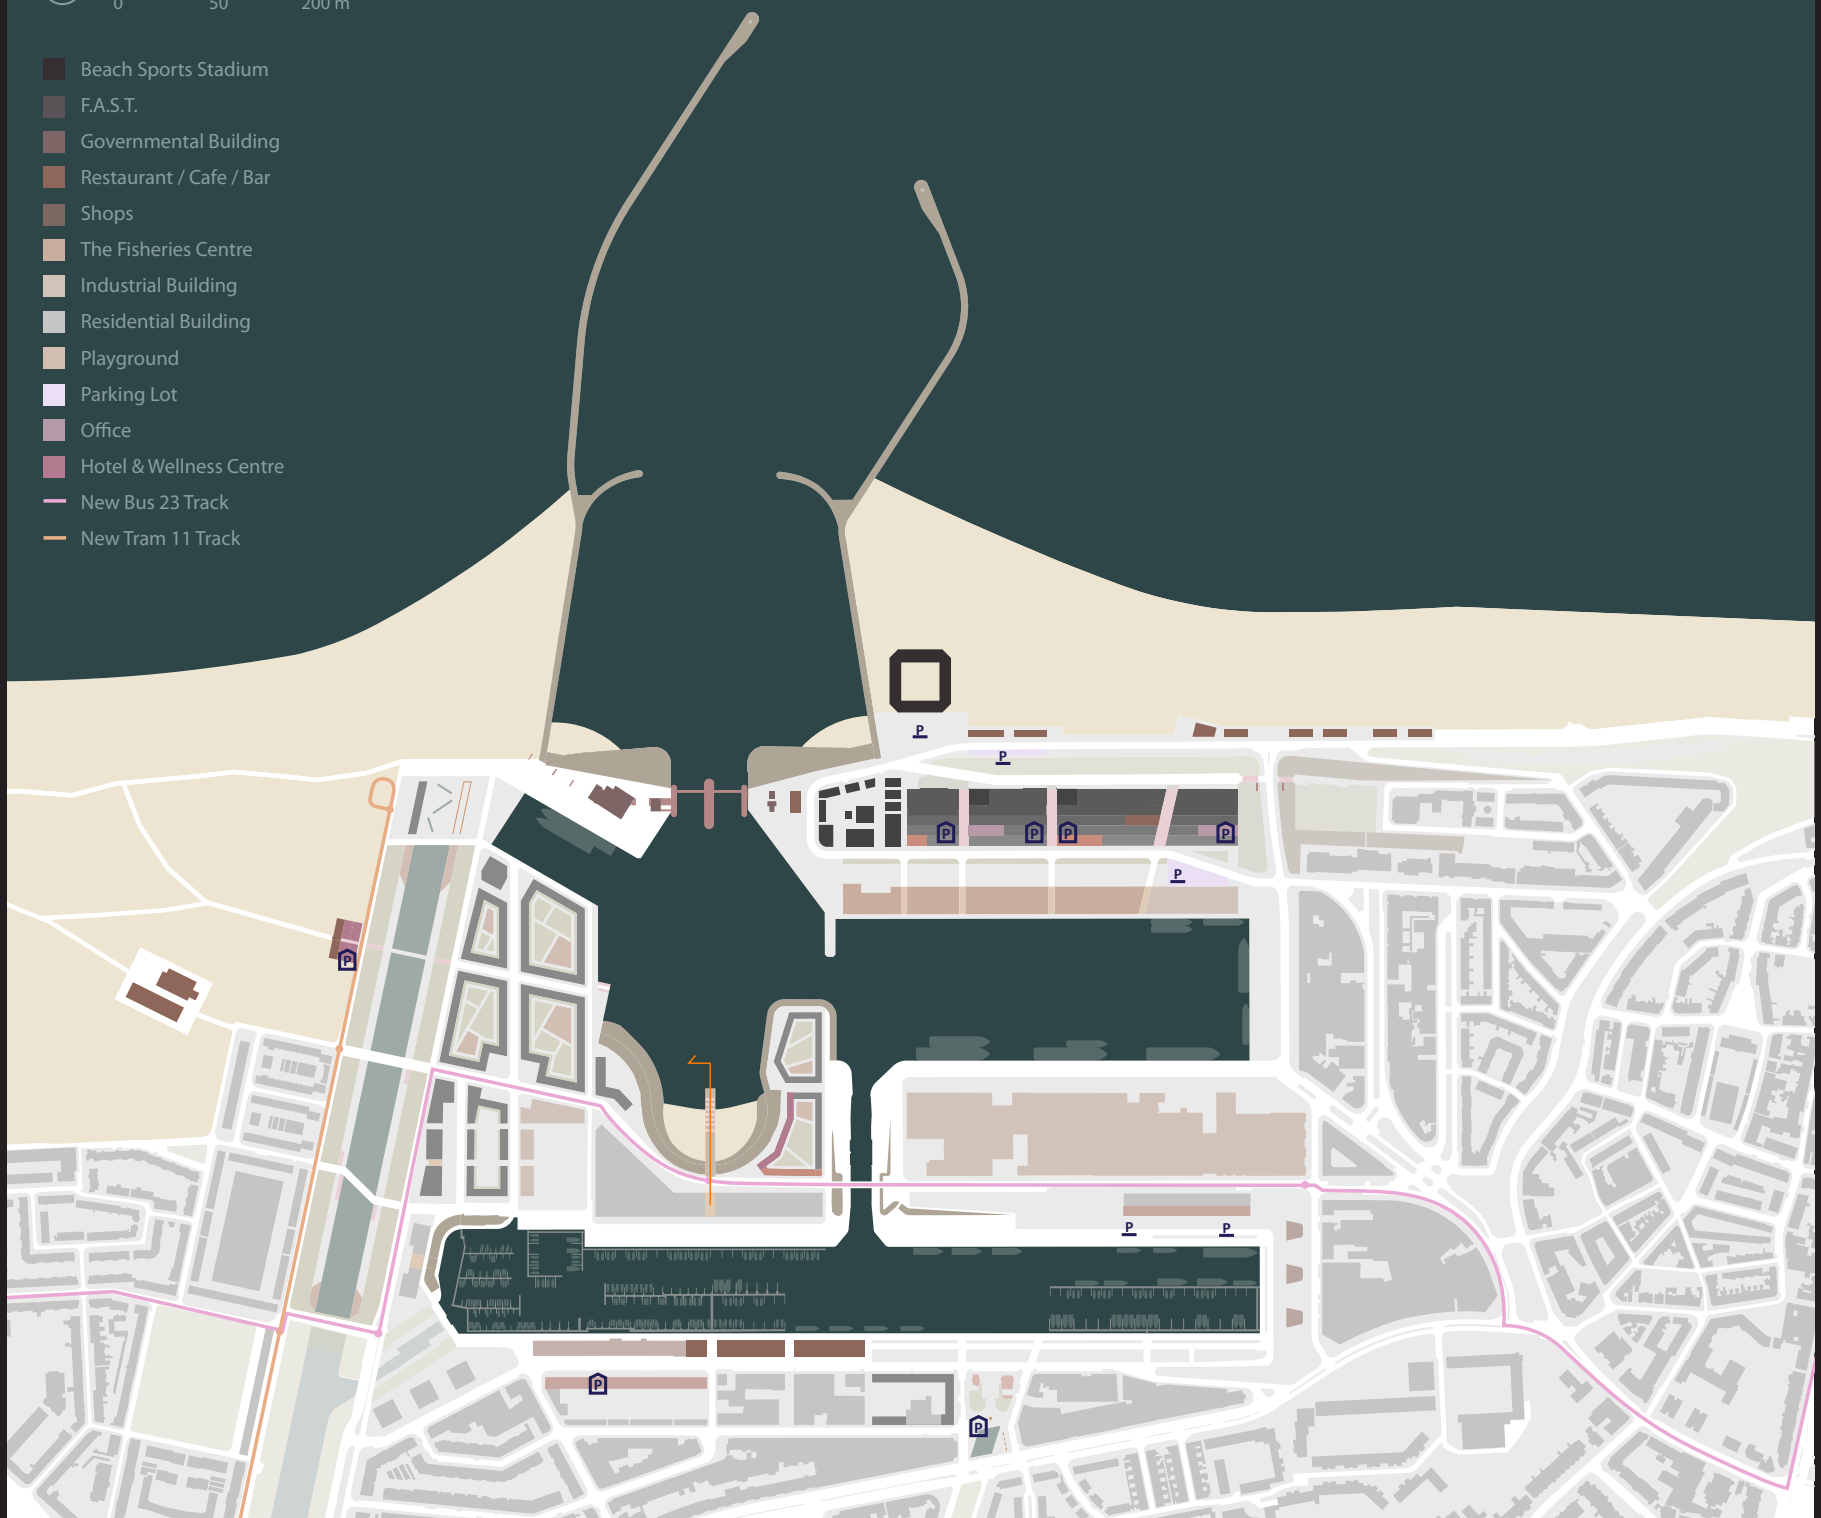 0 50 200 m
Beach Sports Stadium
F.A.S.T.
Governmental Building
Restaurant / Cafe / Bar
Shops
The Fisheries Centre
Industrial Building
Residential Building
Playground
Parking Lot
Office
Hotel & Wellness Centre
New Bus 23 Track
New Tram 11 Track
P
P
P
P
P
P
P
P
P
P
P
P